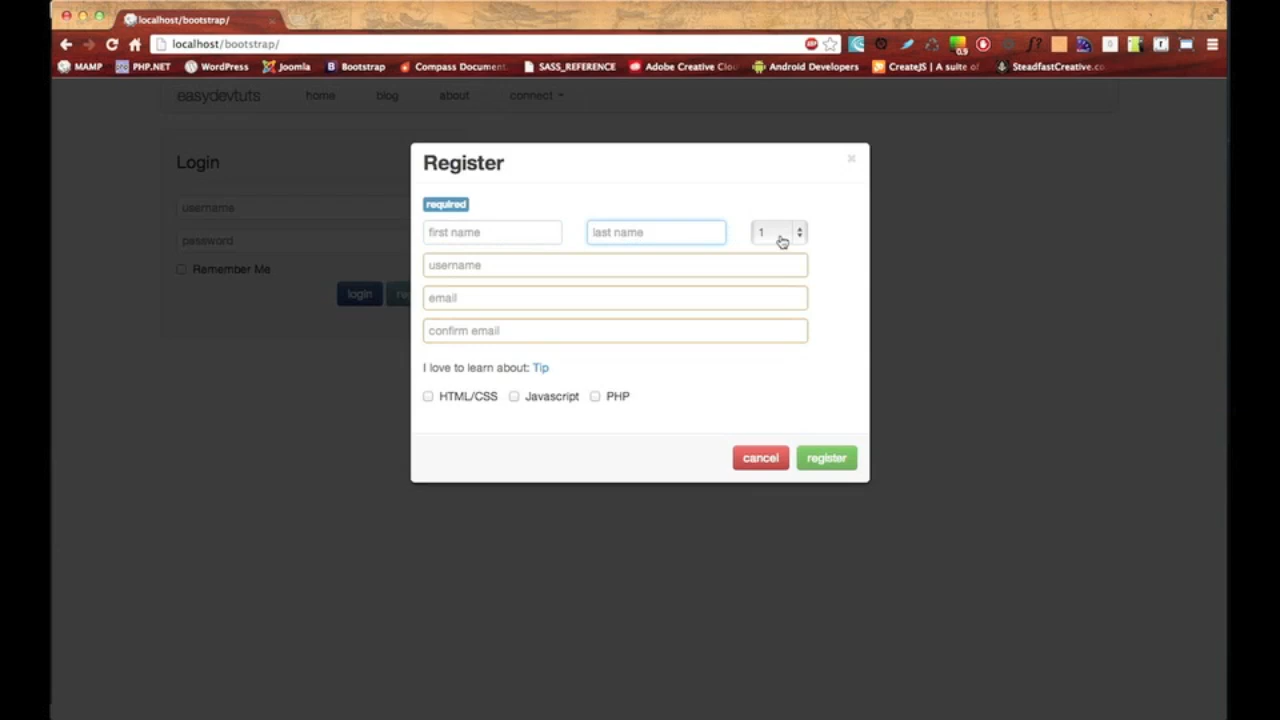 localhost/bootstrap/
localhost/bootstrap/
MAMP PHP.NET WordPress Joomla Bootstrap Compass Document. SASS_REFERENCE Adobe Creative Clou Android Developers CreateJS | A suite of SteadfastCreative.co
easydevtuts home blog about connect
Login
username
password
Remember Me
login
Register
required
first name last name 1
username
email
confirm email
I love to learn about: Tip
HTML/CSS Javascript PHP
cancel register